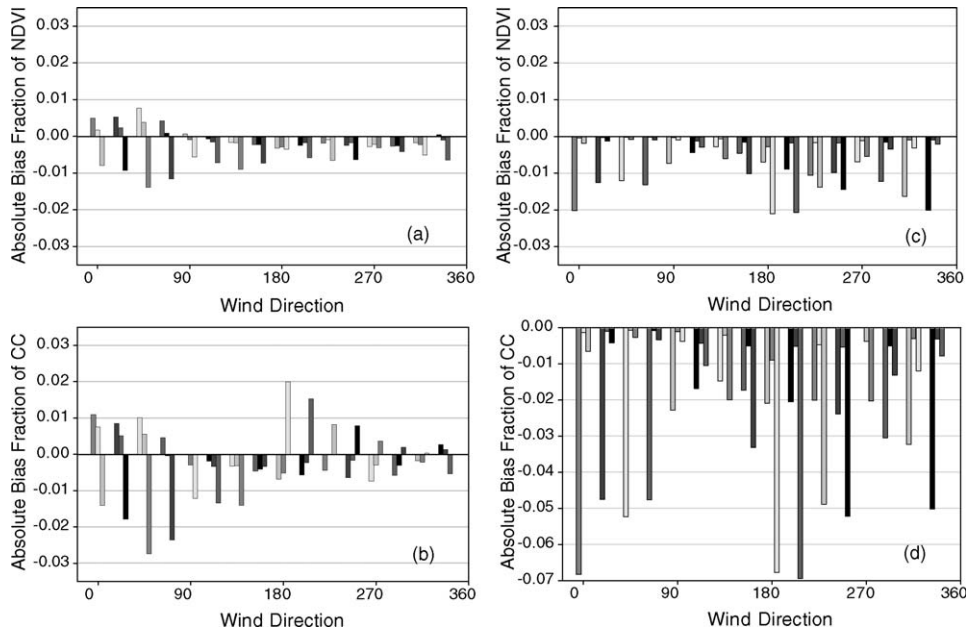 Absolute Bias Fraction of NDVI
0.03
0.02
0.01
0.00
-0.01
-0.02
-0.03
(a)
0 90 180 270 360
Wind Direction
Absolute Bias Fraction of NDVI
0.03
0.02
0.01
0.00
-0.01
-0.02
-0.03
(c)
0 90 180 270 360
Wind Direction
Absolute Bias Fraction of CC
0.03
0.02
0.01
0.00
-0.01
-0.02
-0.03
(b)
0 90 180 270 360
Wind Direction
Absolute Bias Fraction of CC
0.00
-0.01
-0.02
-0.03
-0.04
-0.05
-0.06
-0.07
(d)
0 90 180 270 360
Wind Direction